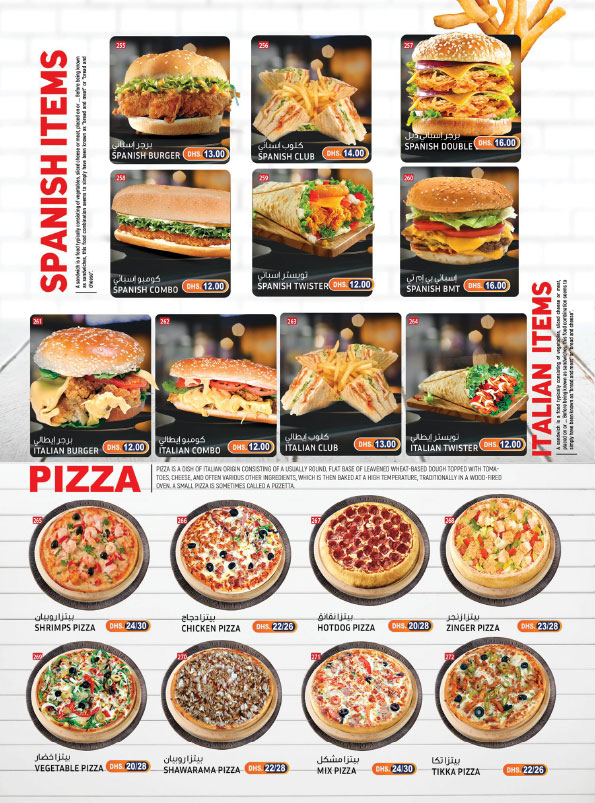 SPANISH ITEMS
A sandwich is a food typically consisting of vegetables, sliced cheese or meat, placed on or ... Before being known
as sandwiches, this food combination seems to simply have been known as "bread and meat" or "bread and
cheese".
255
برجر إسباني
SPANISH BURGER DHS. 13.00
256
كلوب أسباني
SPANISH CLUB DHS. 14.00
257
برجر إسباني دبل
SPANISH DOUBLE DHS. 16.00
258
كومبو إسباني
SPANISH COMBO DHS. 12.00
259
تويستر إسباني
SPANISH TWISTER DHS. 12.00
260
إسباني بي إم تي
SPANISH BMT DHS. 16.00
ITALIAN ITEMS
A sandwich is a food typically consisting of vegetables, sliced cheese or meat,
placed on or ... Before being known as sandwiches, this food combination seems to
simply have been known as "bread and meat" or "bread and cheese".
261
برجر إيطالي
ITALIAN BURGER DHS. 12.00
262
كومبو إيطالي
ITALIAN COMBO DHS. 12.00
263
كلوب إيطالي
ITALIAN CLUB DHS. 13.00
264
تويستر إيطالي
ITALIAN TWISTER DHS. 12.00
PIZZA
PIZZA IS A DISH OF ITALIAN ORIGIN CONSISTING OF A USUALLY ROUND, FLAT BASE OF LEAVENED WHEAT-BASED DOUGH TOPPED WITH TOMA-
TOES, CHEESE, AND OFTEN VARIOUS OTHER INGREDIENTS, WHICH IS THEN BAKED AT A HIGH TEMPERATURE, TRADITIONALLY IN A WOOD-FIRED
OVEN. A SMALL PIZZA IS SOMETIMES CALLED A PIZZETTA.
265
بيتزا روبيان
SHRIMPS PIZZA DHS. 24/30
266
بيتزا دجاج
CHICKEN PIZZA DHS. 22/26
267
بيتزا نقانق
HOTDOG PIZZA DHS. 20/28
268
بيتزا زنجر
ZINGER PIZZA DHS. 23/28
269
بيتزا خضار
VEGETABLE PIZZA DHS. 20/28
270
بيتزا روبيان
SHAWARAMA PIZZA DHS. 22/28
271
بيتزا مشكل
MIX PIZZA DHS. 24/30
272
بيتزا تكا
TIKKA PIZZA DHS. 22/26